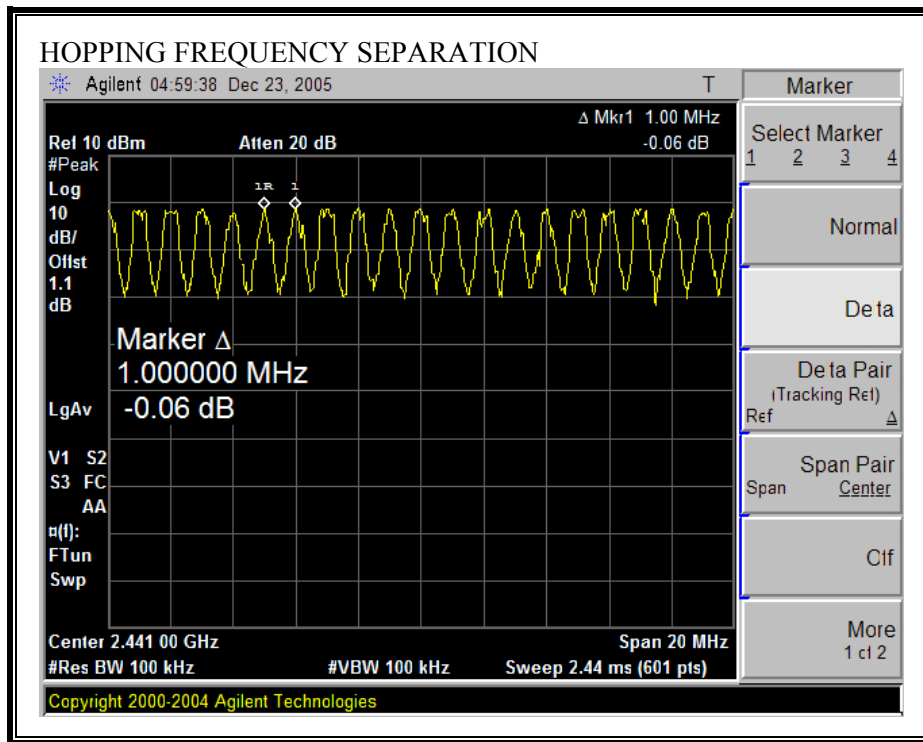 HOPPING FREQUENCY SEPARATION
Agilent 04:59:38 Dec 23, 2005 T
Δ Mkr1 1.00 MHz
Ref 10 dBm Atten 20 dB -0.06 dB
#Peak
Log
10
dB/
Offst
1.1
dB
1R 1
Marker Δ
1.000000 MHz
-0.06 dB
LgAv
V1 S2
S3 FC
AA
¤(f):
FTun
Swp
Center 2.441 00 GHz Span 20 MHz
#Res BW 100 kHz #VBW 100 kHz Sweep 2.44 ms (601 pts)
Copyright 2000-2004 Agilent Technologies
Marker
Select Marker
1 2 3 4
Normal
Delta
Delta Pair
(Tracking Ref)
Ref Δ
Span Pair
Span Center
Off
More
1 of 2